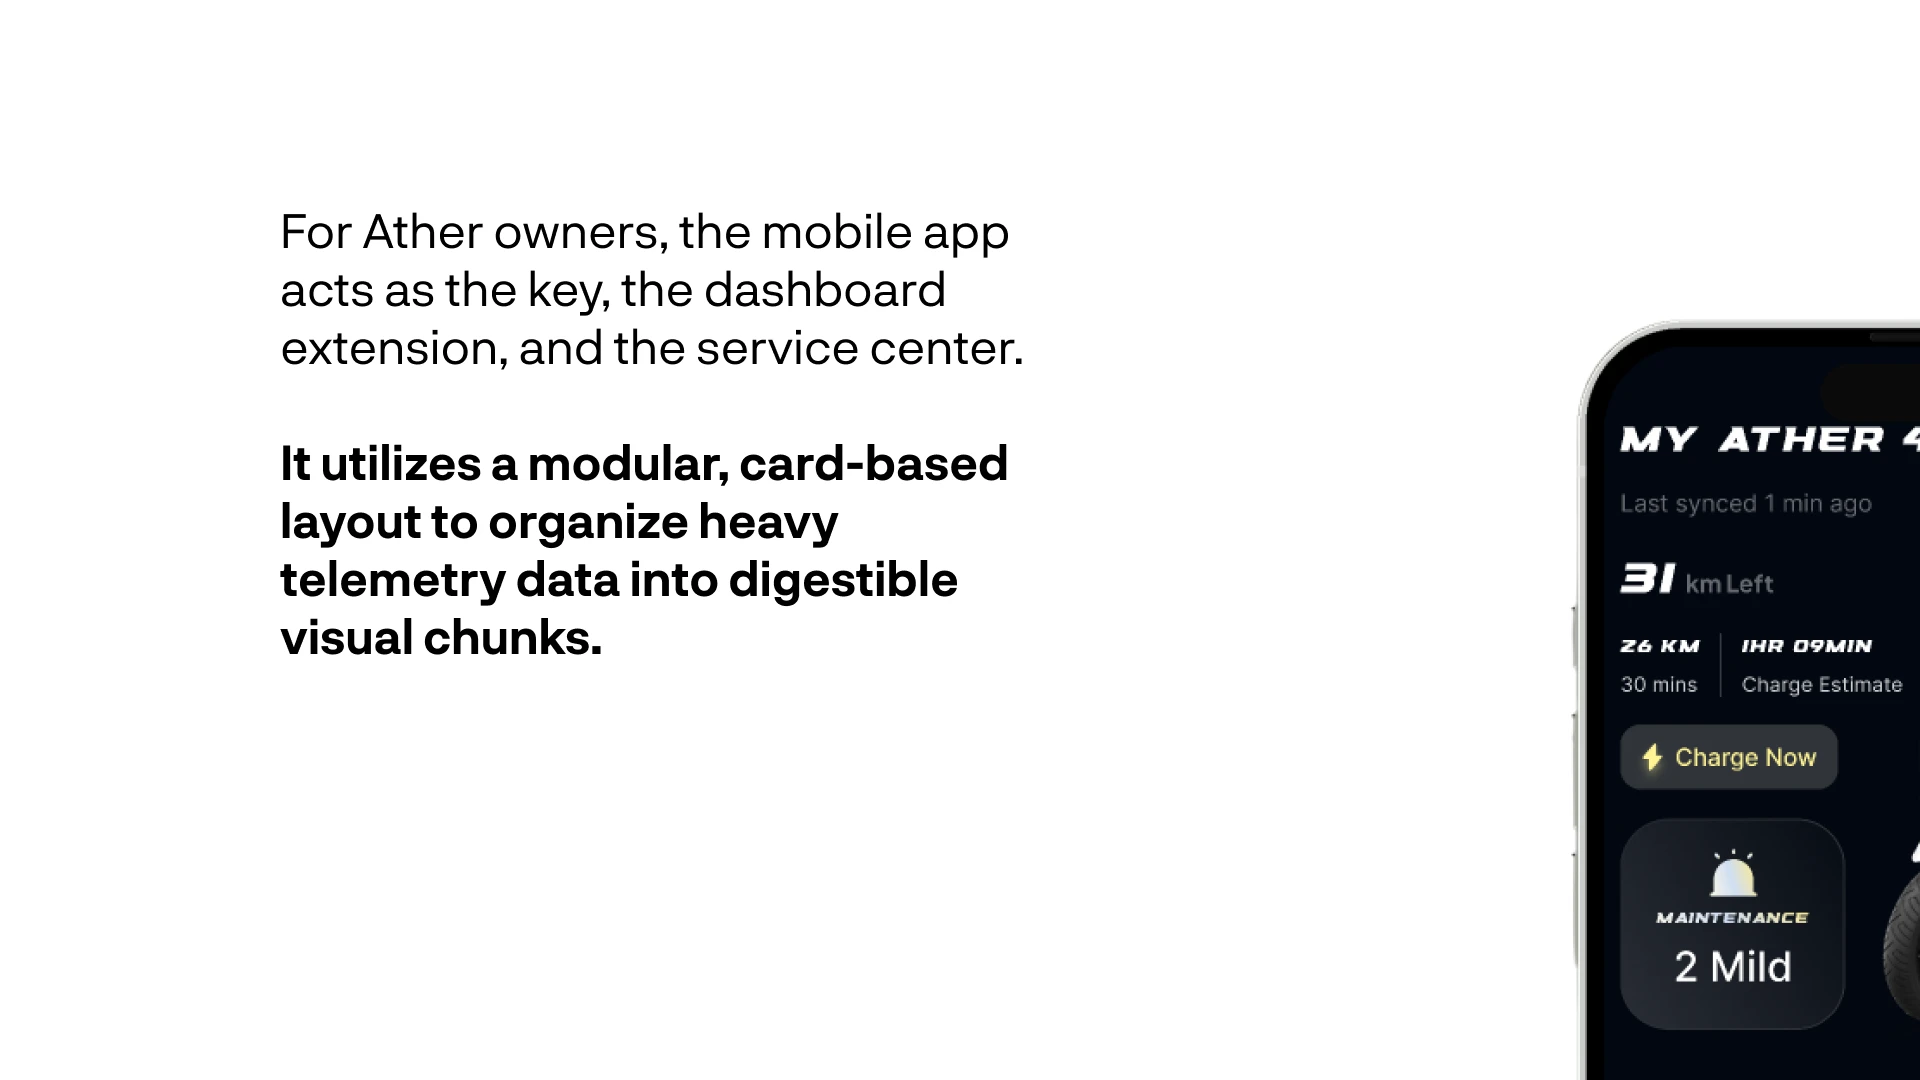 For Ather owners, the mobile app
acts as the key, the dashboard
extension, and the service center.
It utilizes a modular, card-based
layout to organize heavy
telemetry data into digestible
visual chunks.
MY ATHER 4
Last synced 1 min ago
31 km Left
26 KM
30 mins
1HR 09MIN
Charge Estimate
Charge Now
MAINTENANCE
2 Mild